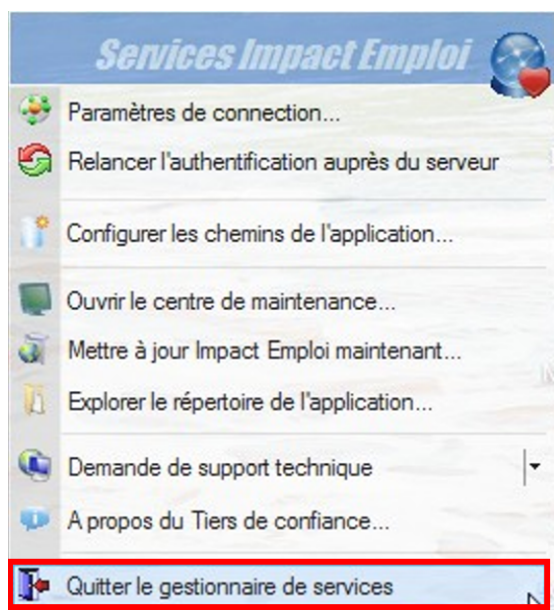 Services Impact Emploi
Paramètres de connection...
Relancer l'authentification auprès du serveur
Configurer les chemins de l'application...
Ouvrir le centre de maintenance...
Mettre à jour Impact Emploi maintenant...
Explorer le répertoire de l'application...
Demande de support technique
A propos du Tiers de confiance...
Quitter le gestionnaire de services